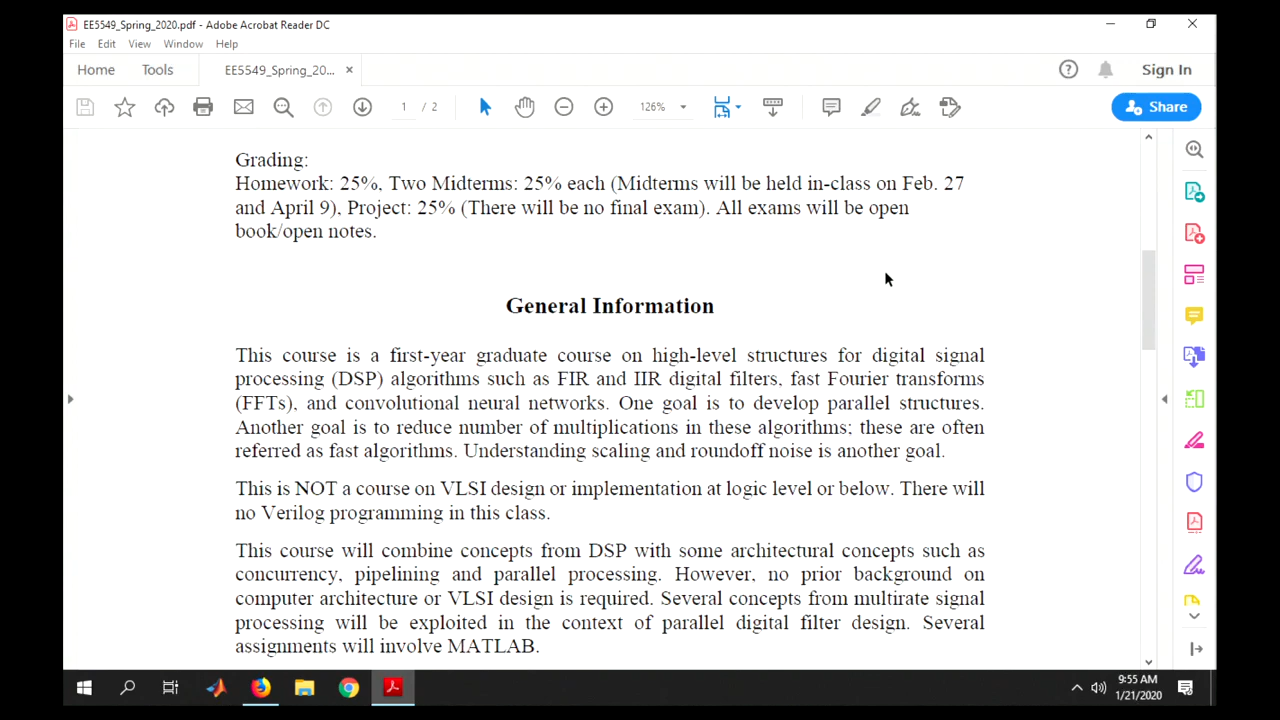 EE5549_Spring_2020.pdf - Adobe Acrobat Reader DC
File Edit View Window Help
Home Tools EE5549_Spring_20... × Sign In
1 / 2 126% Share
Grading:
Homework: 25%, Two Midterms: 25% each (Midterms will be held in-class on Feb. 27
and April 9), Project: 25% (There will be no final exam). All exams will be open
book/open notes.
General Information
This course is a first-year graduate course on high-level structures for digital signal
processing (DSP) algorithms such as FIR and IIR digital filters, fast Fourier transforms
(FFTs), and convolutional neural networks. One goal is to develop parallel structures.
Another goal is to reduce number of multiplications in these algorithms; these are often
referred as fast algorithms. Understanding scaling and roundoff noise is another goal.
This is NOT a course on VLSI design or implementation at logic level or below. There will
no Verilog programming in this class.
This course will combine concepts from DSP with some architectural concepts such as
concurrency, pipelining and parallel processing. However, no prior background on
computer architecture or VLSI design is required. Several concepts from multirate signal
processing will be exploited in the context of parallel digital filter design. Several
assignments will involve MATLAB.
9:55 AM
1/21/2020